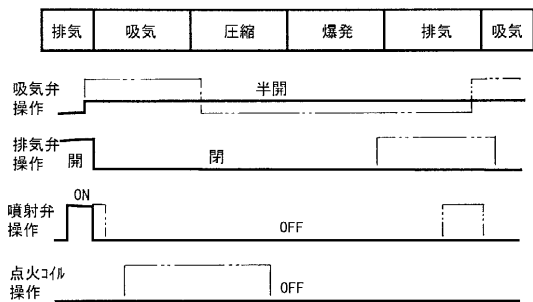 排気 吸気 圧縮 爆発 排気 吸気
吸気弁
操作
半開
排気弁
操作
開
閉
ON
噴射弁
操作
OFF
点火コイル
操作
OFF